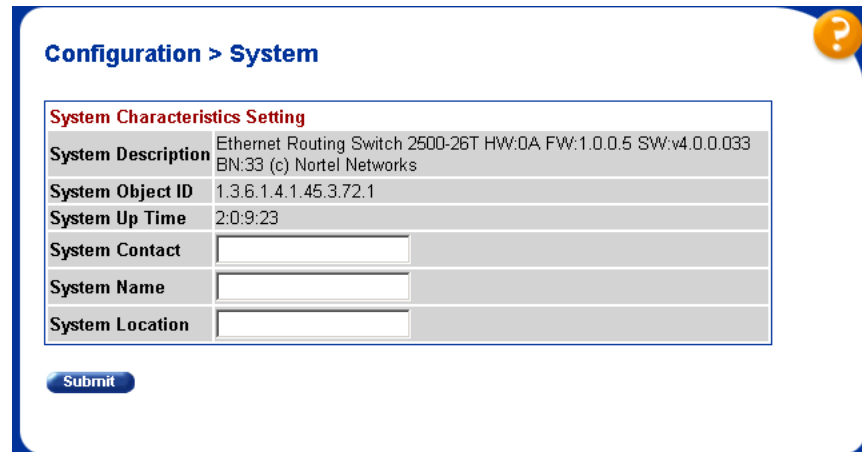 Configuration > System
?
System Characteristics Setting
System Description Ethernet Routing Switch 2500-26T HW:0A FW:1.0.0.5 SW:v4.0.0.033
BN:33 (c) Nortel Networks
System Object ID 1.3.6.1.4.1.45.3.72.1
System Up Time 2:0:9:23
System Contact
System Name
System Location
Submit